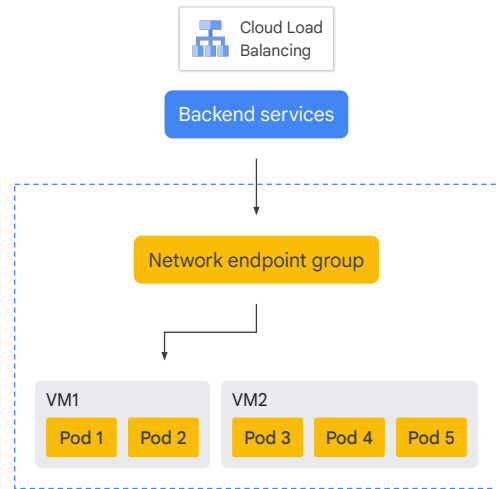 Cloud Load
Balancing
Backend services
Network endpoint group
VM1
VM2
Pod 1
Pod 2
Pod 3
Pod 4
Pod 5